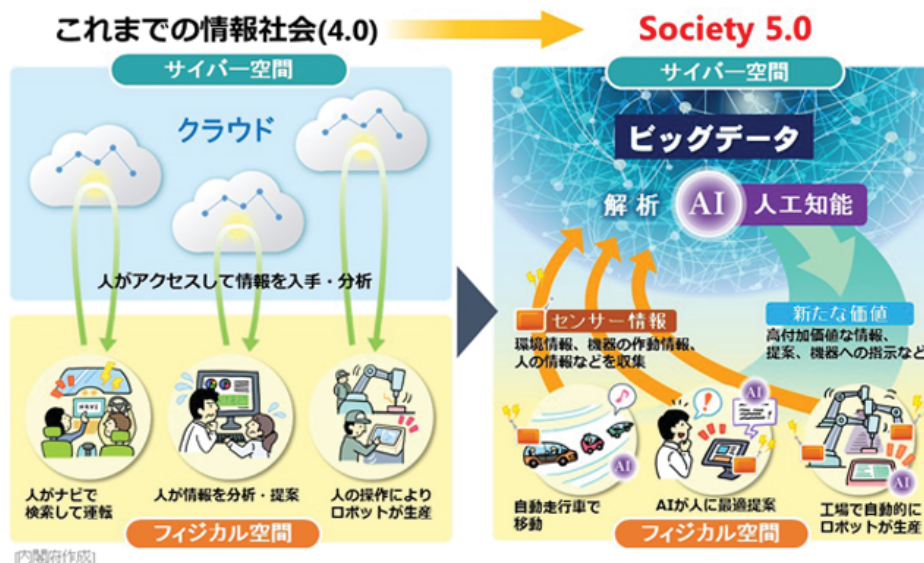 これまでの情報社会(4.0)
サイバー空間
クラウド
人がアクセスして情報を入手・分析
人がナビで
検索して運転
人が情報を分析・提案
人の操作により
ロボットが生産
フィジカル空間
[内閣府作成]
Society 5.0
サイバー空間
ビッグデータ
解析 AI 人工知能
センサー情報
環境情報、機器の作動情報、
人の情報などを収集
新たな価値
高付加価値な情報、
提案、機器への指示など
AI
AI
AI
自動走行車で
移動
AIが人に最適提案
工場で自動的に
ロボットが生産
フィジカル空間